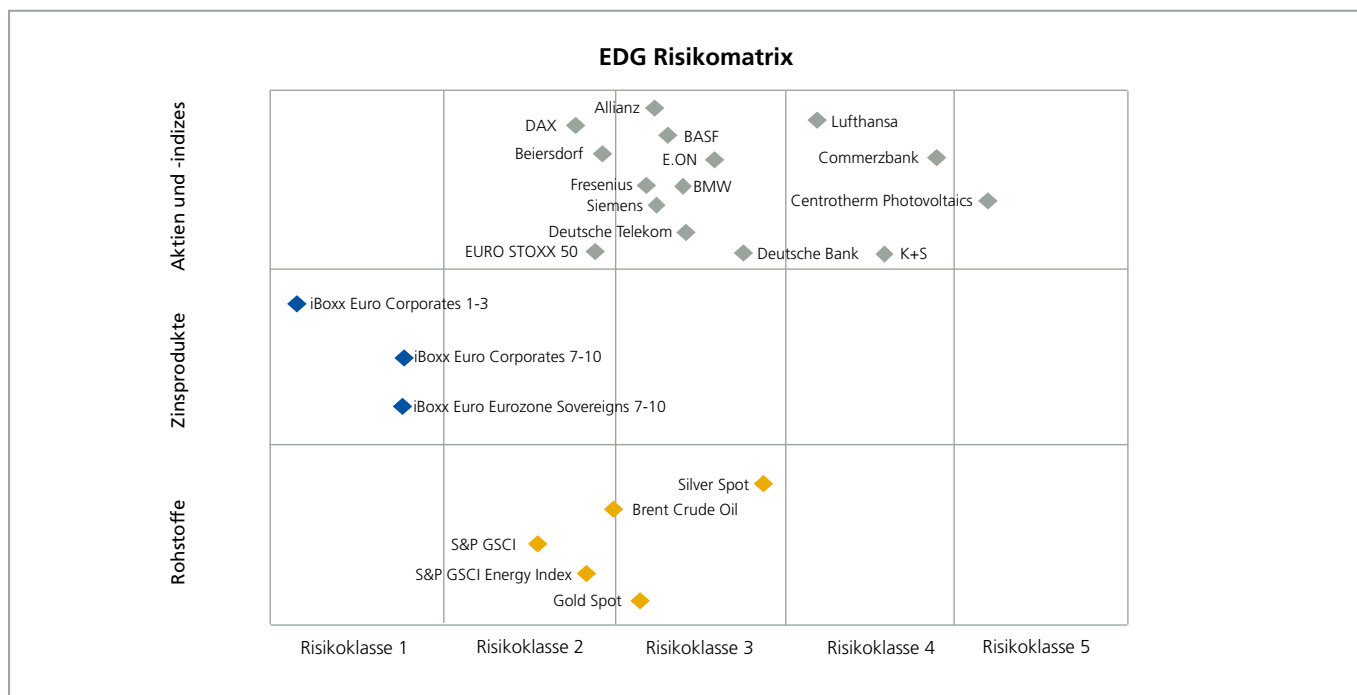 EDG Risikomatrix
Aktien und -indizes
Allianz
DAX
Lufthansa
BASF
Beiersdorf
E.ON
Commerzbank
Fresenius
BMW
Centrotherm Photovoltaics
Siemens
Deutsche Telekom
EURO STOXX 50
Deutsche Bank
K+S
Zinsprodukte
iBoxx Euro Corporates 1-3
iBoxx Euro Corporates 7-10
iBoxx Euro Eurozone Sovereigns 7-10
Rohstoffe
Silver Spot
Brent Crude Oil
S&P GSCI
S&P GSCI Energy Index
Gold Spot
Risikoklasse 1
Risikoklasse 2
Risikoklasse 3
Risikoklasse 4
Risikoklasse 5